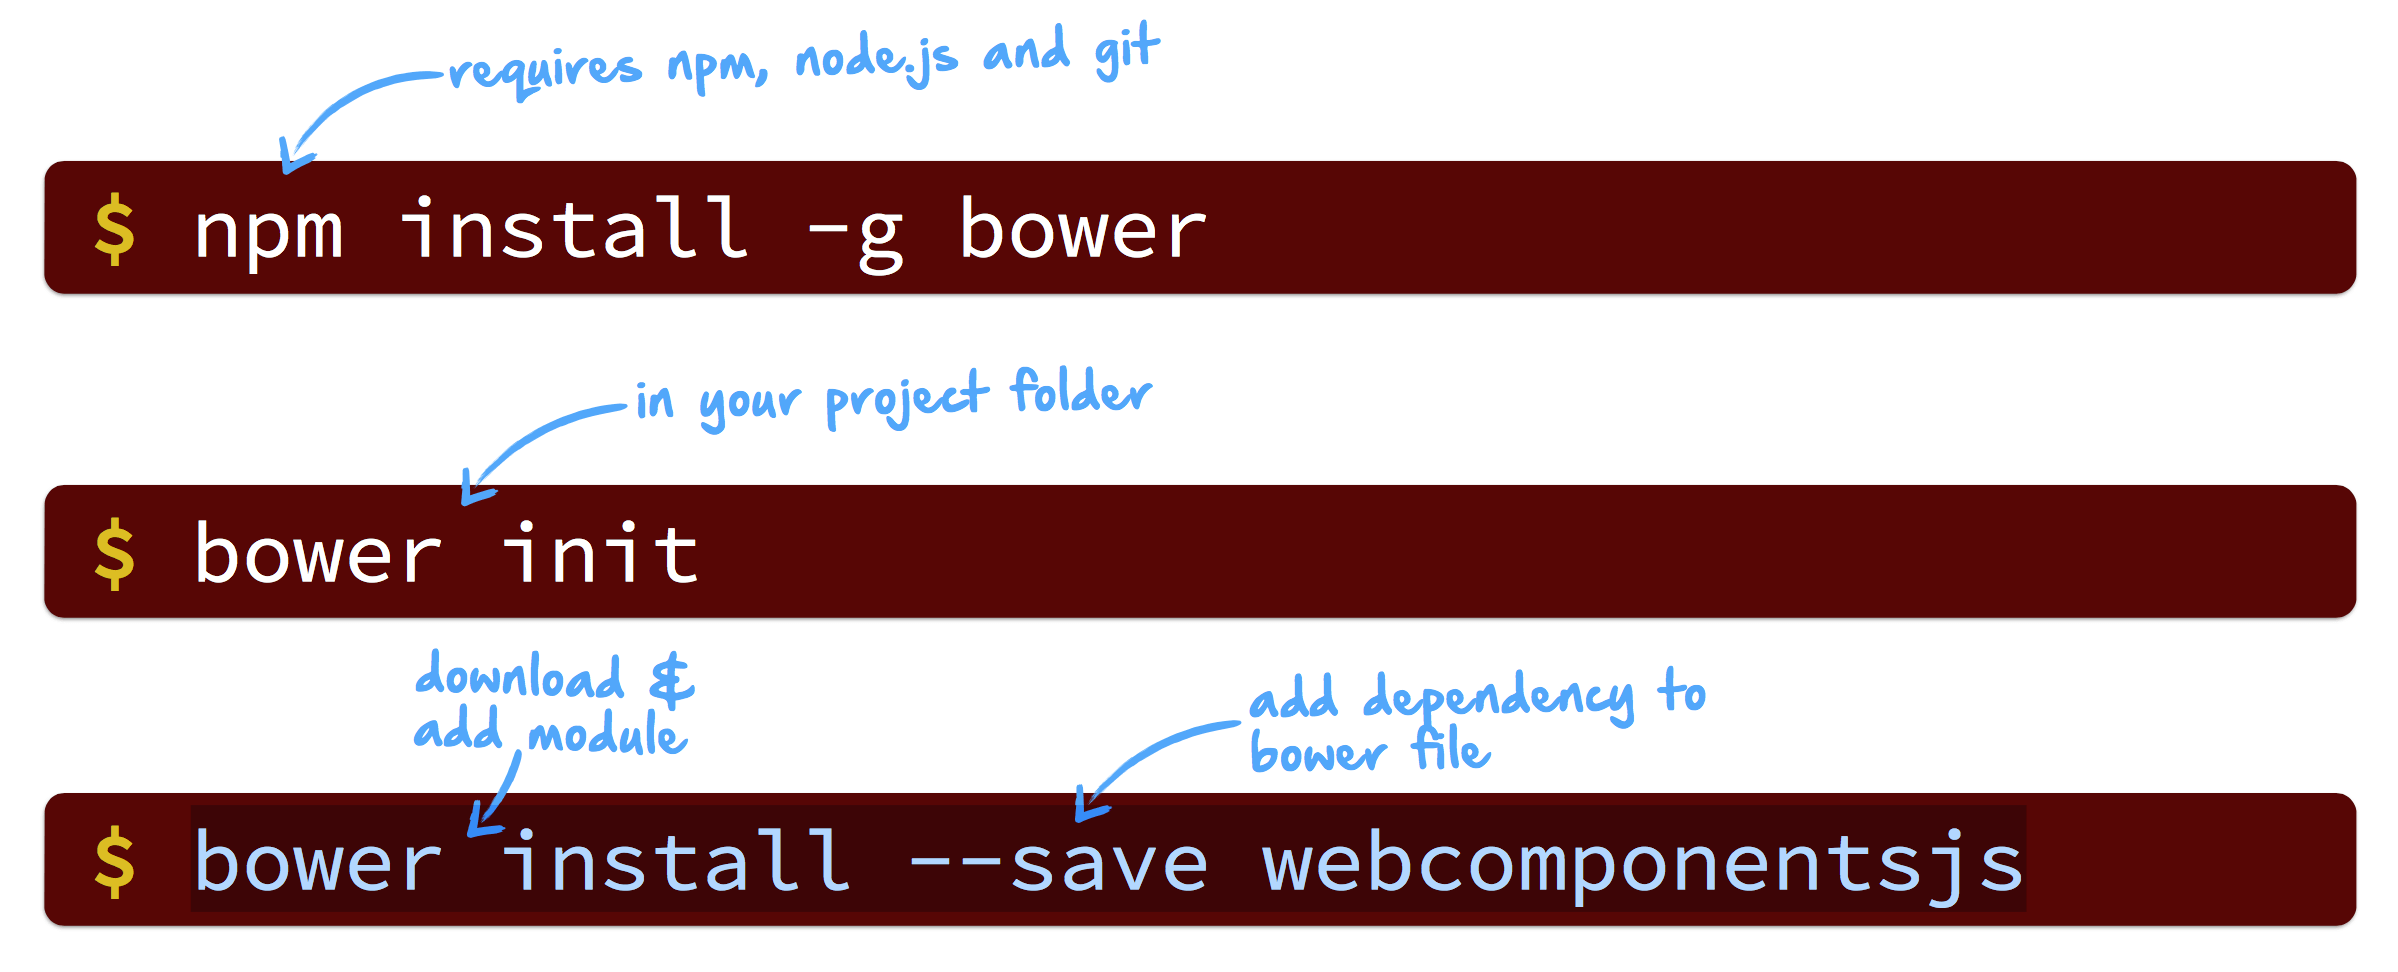 requires npm, node.js and git
$ npm install -g bower
in your project folder
$ bower init
download &
add module
add dependency to
bower file
$ bower install --save webcomponentsjs